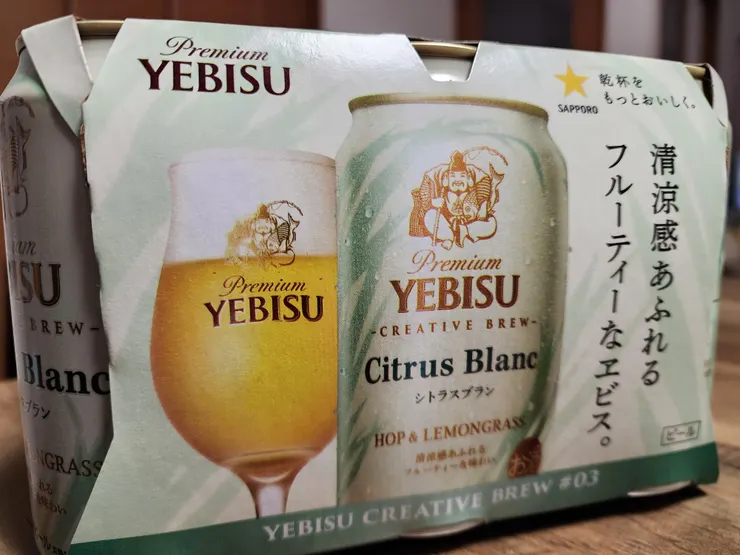 Premium
YEBISU
SAPPORO
乾杯を
もっとおいしく。
清涼感あふれる
フルーティーなヱビス。
Premium
YEBISU
Premium
YEBISU
-CREATIVE BREW-
Citrus Blanc
シトラスブラン
HOP & LEMONGRASS
清涼感あふれる
フルーティーな味わい
お酒
ビール
YEBISU CREATIVE BREW #03
BREW-
Blanc
ブラン